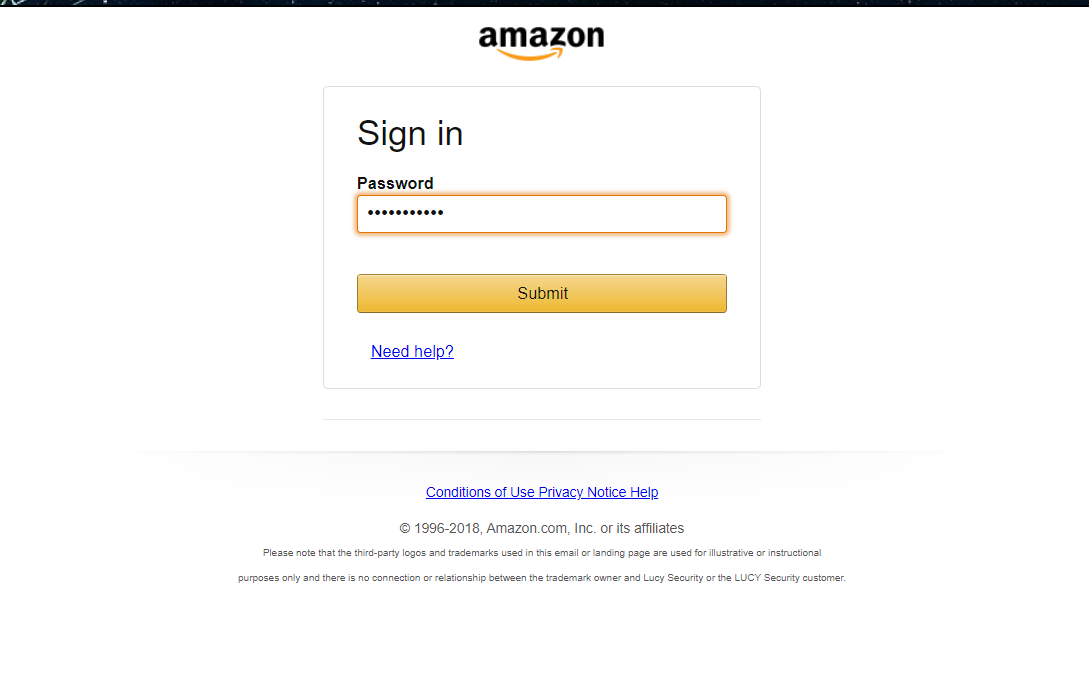 amazon
Sign in
Password
•••••••••••
Submit
Need help?
Conditions of Use Privacy Notice Help
© 1996-2018, Amazon.com, Inc. or its affiliates
Please note that the third-party logos and trademarks used in this email or landing page are used for illustrative or instructional
purposes only and there is no connection or relationship between the trademark owner and Lucy Security or the LUCY Security customer.